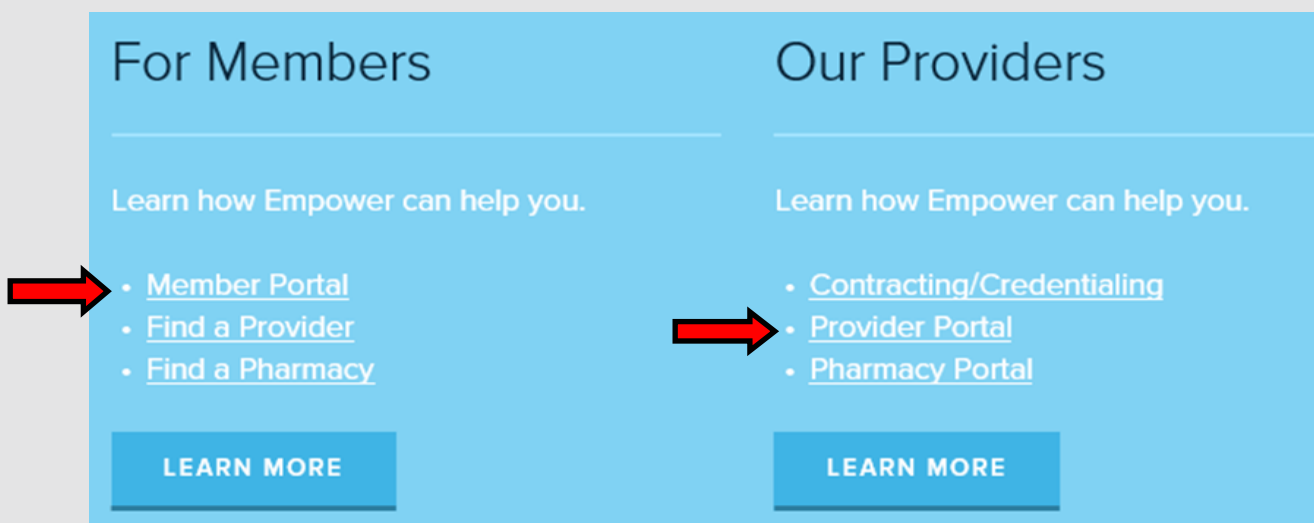 For Members
Learn how Empower can help you.
• Member Portal
• Find a Provider
• Find a Pharmacy
LEARN MORE
Our Providers
Learn how Empower can help you.
• Contracting/Credentialing
• Provider Portal
• Pharmacy Portal
LEARN MORE